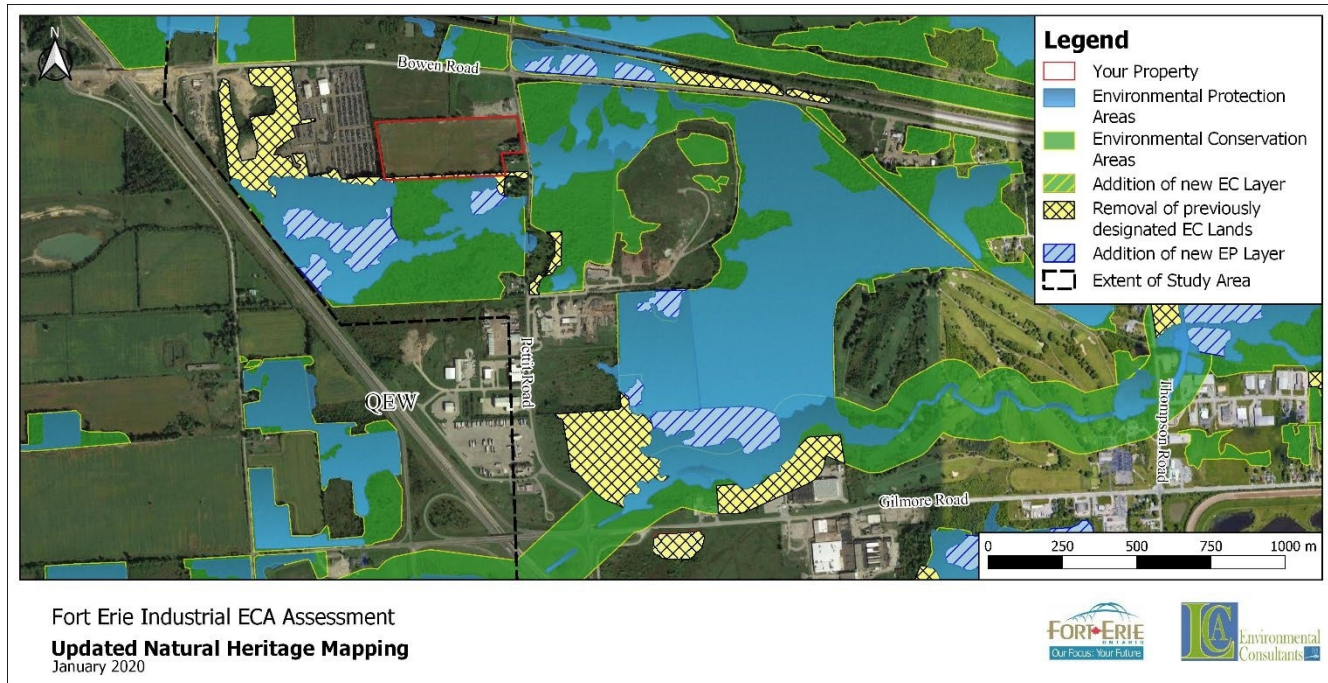 N
Bowen Road
QEW
Pettit Road
Thompson Road
Gilmore Road
Legend
Your Property
Environmental Protection
Areas
Environmental Conservation
Areas
Addition of new EC Layer
Removal of previously
designated EC Lands
Addition of new EP Layer
Extent of Study Area
0 250 500 750 1000 m
Fort Erie Industrial ECA Assessment
Updated Natural Heritage Mapping
January 2020
FORT ERIE
ONTARIO
Our Focus: Your Future
LCA
Environmental
Consultants